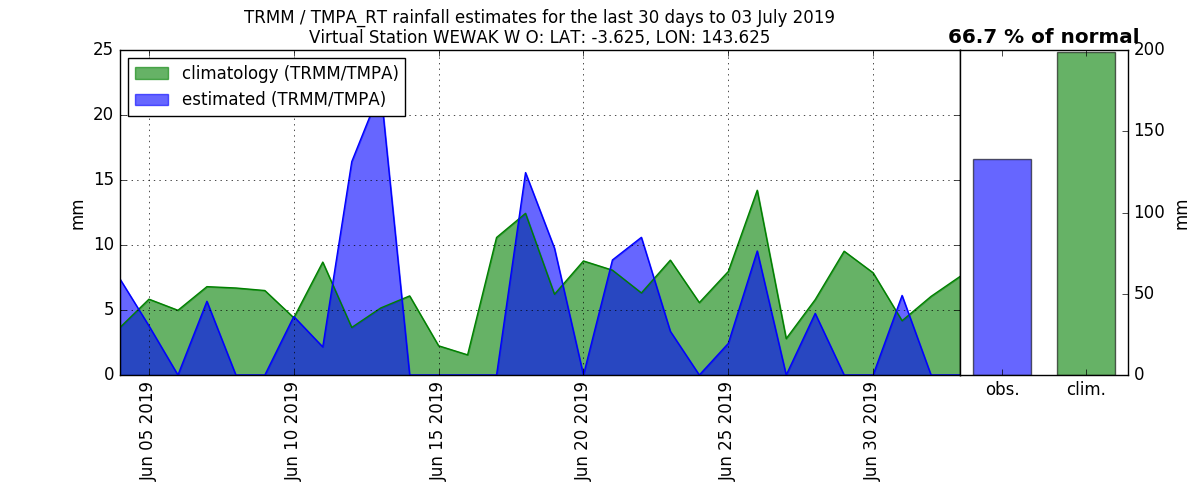 TRMM / TMPA_RT rainfall estimates for the last 30 days to 03 July 2019
Virtual Station WEWAK W O: LAT: -3.625, LON: 143.625
66.7 % of normal
climatology (TRMM/TMPA)
estimated (TRMM/TMPA)
25
20
15
10
5
0
mm
Jun 05 2019
Jun 10 2019
Jun 15 2019
Jun 20 2019
Jun 25 2019
Jun 30 2019
obs.
clim.
200
150
100
50
0
mm